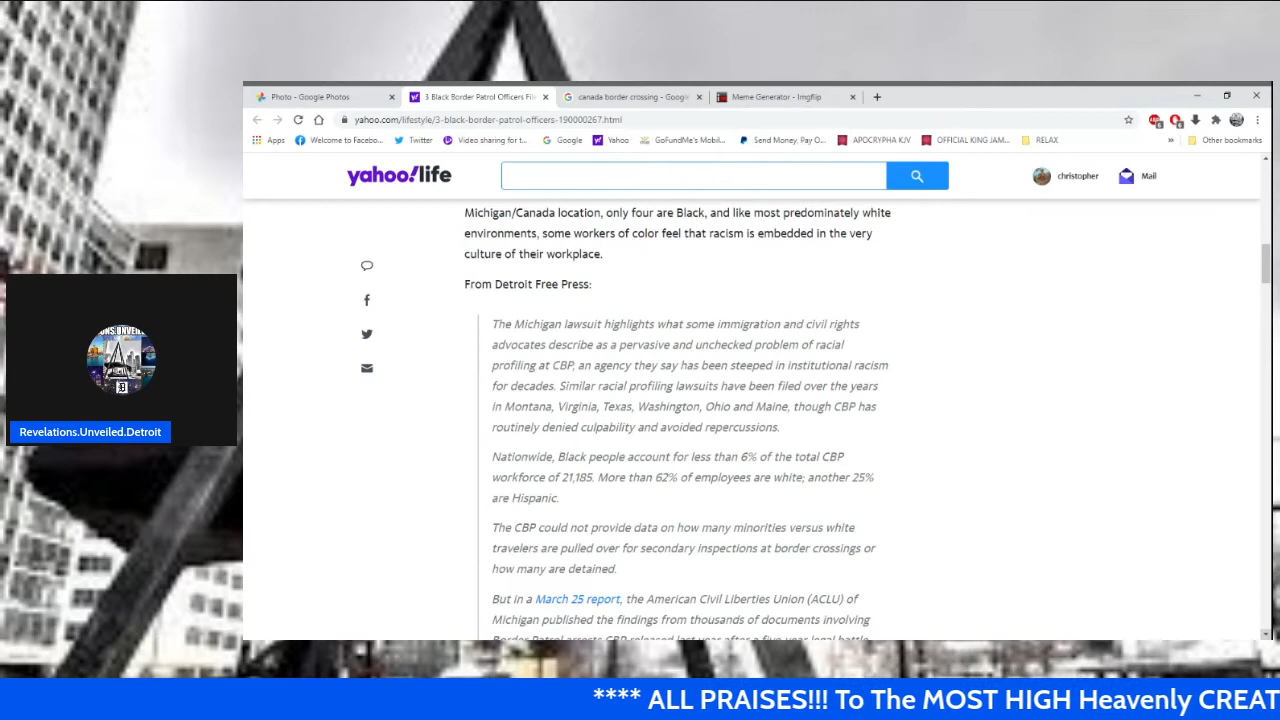 Photo - Google Photos
3 Black Border Patrol Officers Fil
canada border crossing - Googl
Meme Generator - Imgflip
yahoo.com/lifestyle/3-black-border-patrol-officers-190000267.html
Apps
Welcome to Facebo...
Twitter
Video sharing for t...
Google
Yahoo
GoFundMe's Mobil...
Send Money, Pay O...
APOCRYPHA KJV
OFFICIAL KING JAM...
RELAX
»
Other bookmarks
yahoo!life
christopher
Mail
Michigan/Canada location, only four are Black, and like most predominately white
environments, some workers of color feel that racism is embedded in the very
culture of their workplace.
From Detroit Free Press:
The Michigan lawsuit highlights what some immigration and civil rights
advocates describe as a pervasive and unchecked problem of racial
profiling at CBP, an agency they say has been steeped in institutional racism
for decades. Similar racial profiling lawsuits have been filed over the years
in Montana, Virginia, Texas, Washington, Ohio and Maine, though CBP has
routinely denied culpability and avoided repercussions.
Nationwide, Black people account for less than 6% of the total CBP
workforce of 21,185. More than 62% of employees are white; another 25%
are Hispanic.
The CBP could not provide data on how many minorities versus white
travelers are pulled over for secondary inspections at border crossings or
how many are detained.
But in a March 25 report, the American Civil Liberties Union (ACLU) of
Michigan published the findings from thousands of documents involving
Border Patrol arrests CBP released last year after a five-year legal battle
Revelations.Unveiled.Detroit
**** ALL PRAISES!!! To The MOST HIGH Heavenly CREAT